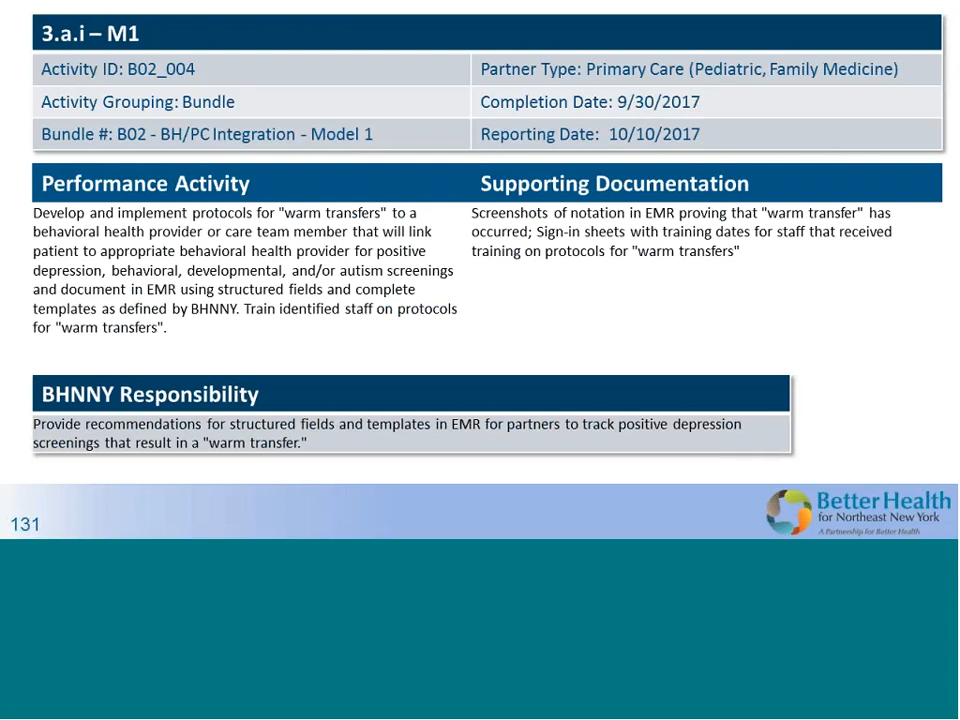 3.a.i – M1
Activity ID: B02_004
Partner Type: Primary Care (Pediatric, Family Medicine)
Activity Grouping: Bundle
Completion Date: 9/30/2017
Bundle #: B02 - BH/PC Integration - Model 1
Reporting Date: 10/10/2017
Performance Activity
Develop and implement protocols for "warm transfers" to a
behavioral health provider or care team member that will link
patient to appropriate behavioral health provider for positive
depression, behavioral, developmental, and/or autism screenings
and document in EMR using structured fields and complete
templates as defined by BHNNY. Train identified staff on protocols
for "warm transfers".
Supporting Documentation
Screenshots of notation in EMR proving that "warm transfer" has
occurred; Sign-in sheets with training dates for staff that received
training on protocols for "warm transfers"
BHNNY Responsibility
Provide recommendations for structured fields and templates in EMR for partners to track positive depression
screenings that result in a "warm transfer."
131
Better Health
for Northeast New York
A Partnership for Better Health